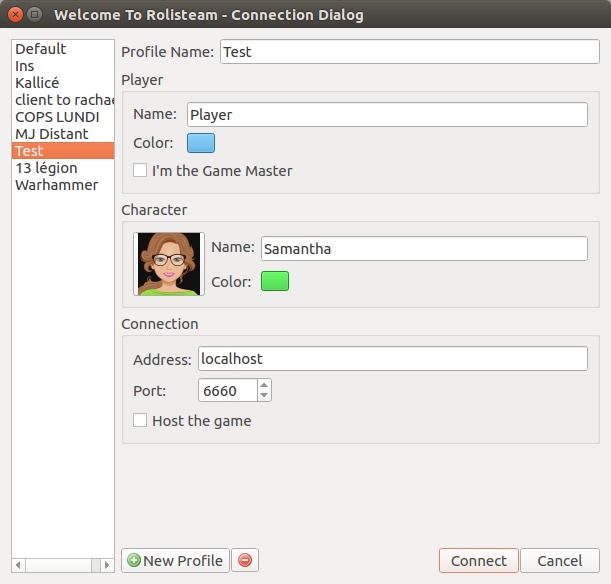 Welcome To Rolisteam - Connection Dialog
Default
Ins
Kallicé
client to rachae
COPS LUNDI
MJ Distant
Test
13 légion
Warhammer
Profile Name: Test
Player
Name: Player
Color:
I'm the Game Master
Character
Name: Samantha
Color:
Connection
Address: localhost
Port: 6660
Host the game
New Profile
Connect
Cancel